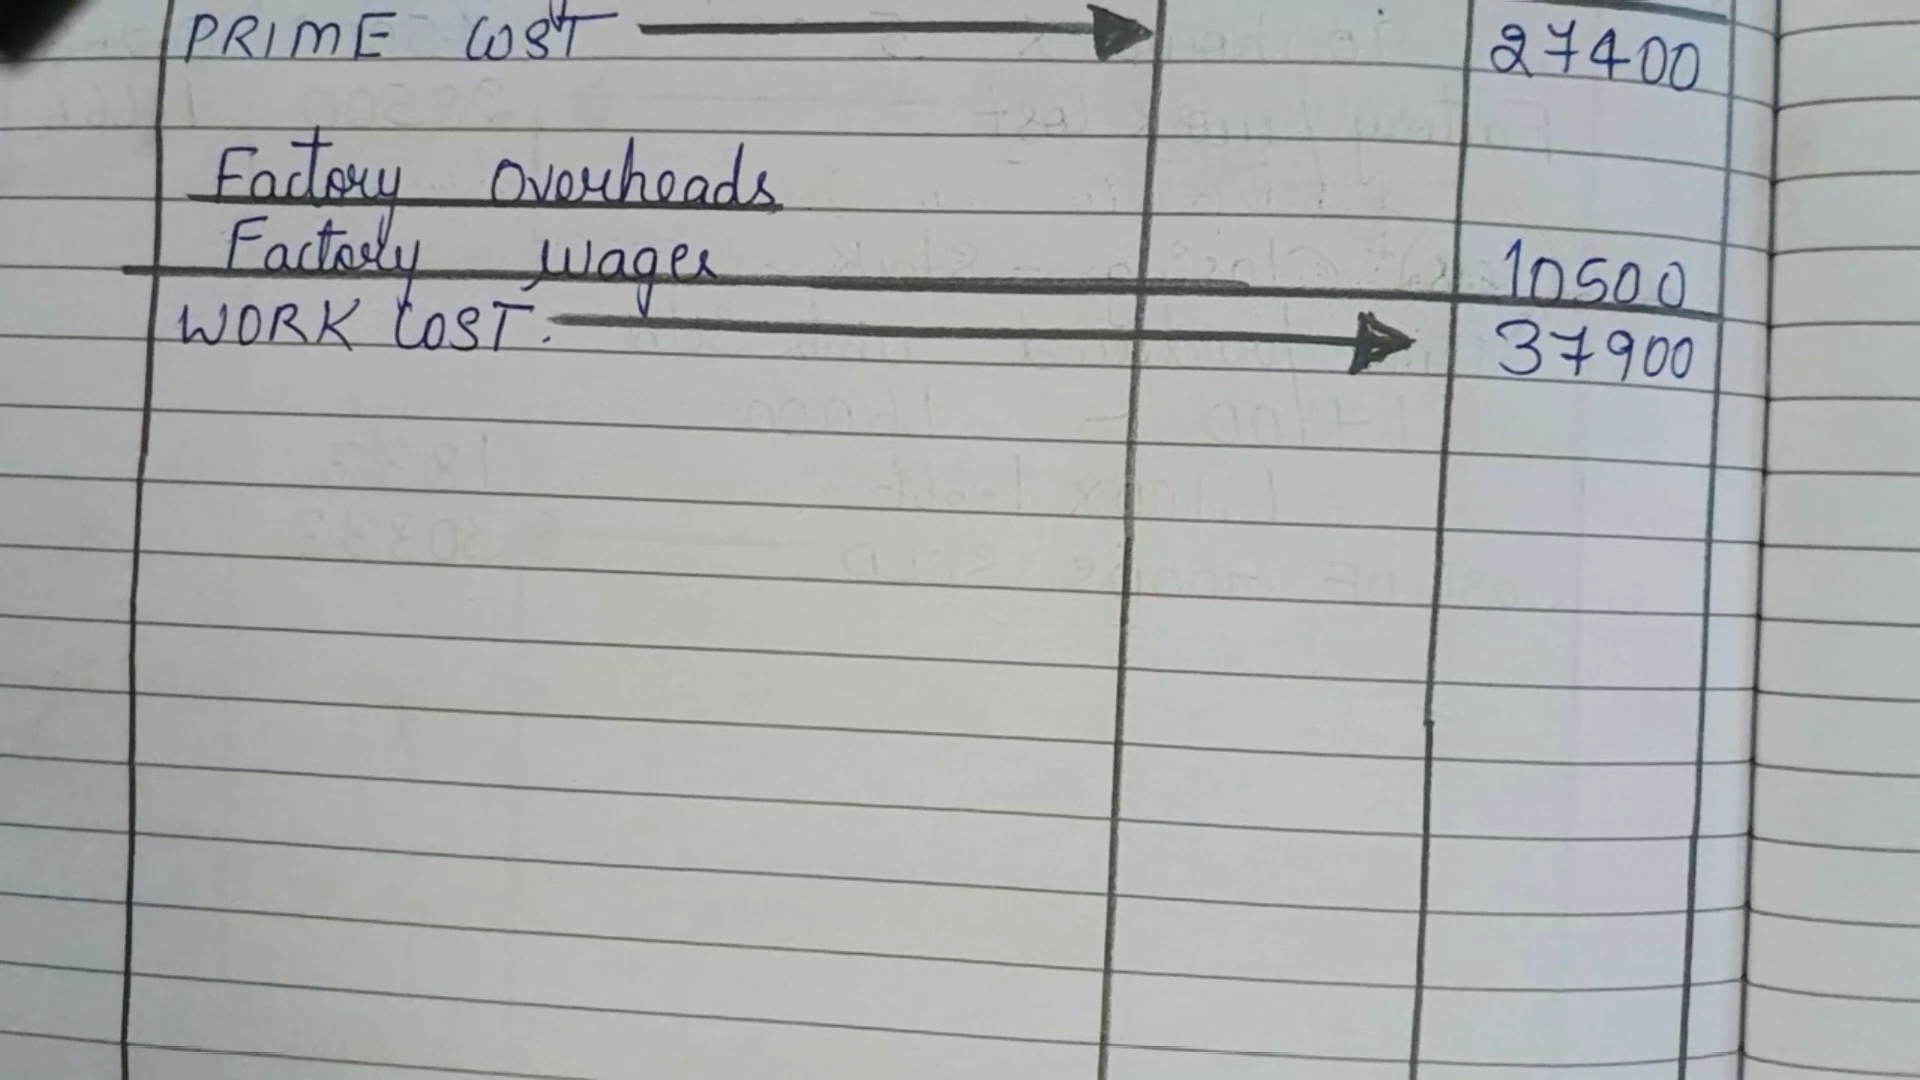 PRIME COST 27400
Factory overheads
Factory wages 10500
WORK COST. 37900